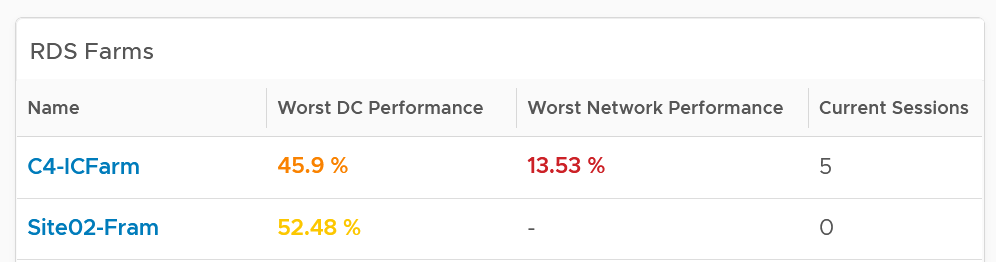 RDS Farms
Name Worst DC Performance Worst Network Performance Current Sessions
C4-ICFarm 45.9 % 13.53 % 5
Site02-Fram 52.48 % - 0